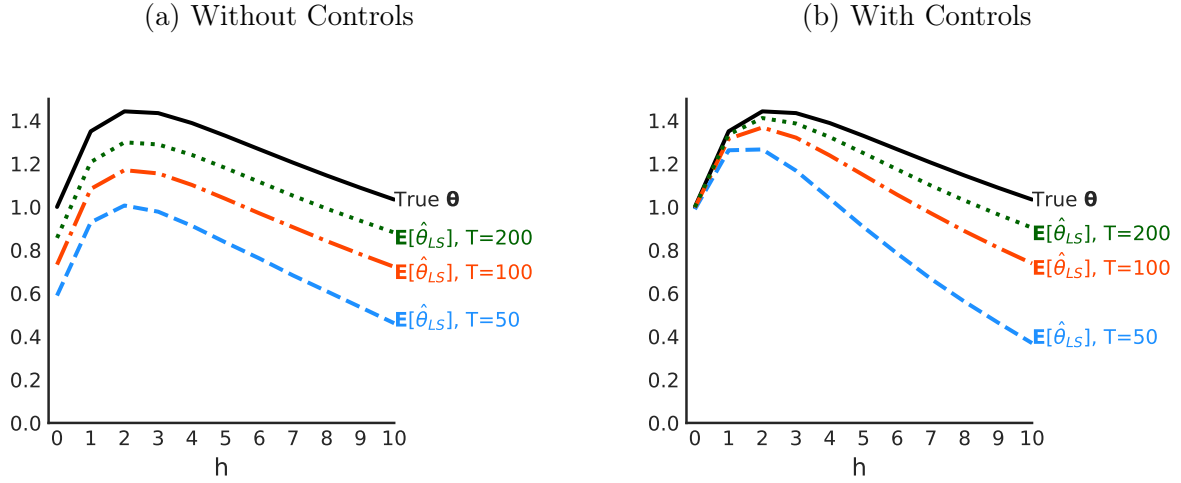 (a) Without Controls
1.4
1.2
1.0
0.8
0.6
0.4
0.2
0.0
0 1 2 3 4 5 6 7 8 9 10
h
True θ
E[θ̂_LS], T=200
E[θ̂_LS], T=100
E[θ̂_LS], T=50
(b) With Controls
1.4
1.2
1.0
0.8
0.6
0.4
0.2
0.0
0 1 2 3 4 5 6 7 8 9 10
h
True θ
E[θ̂_LS], T=200
E[θ̂_LS], T=100
E[θ̂_LS], T=50